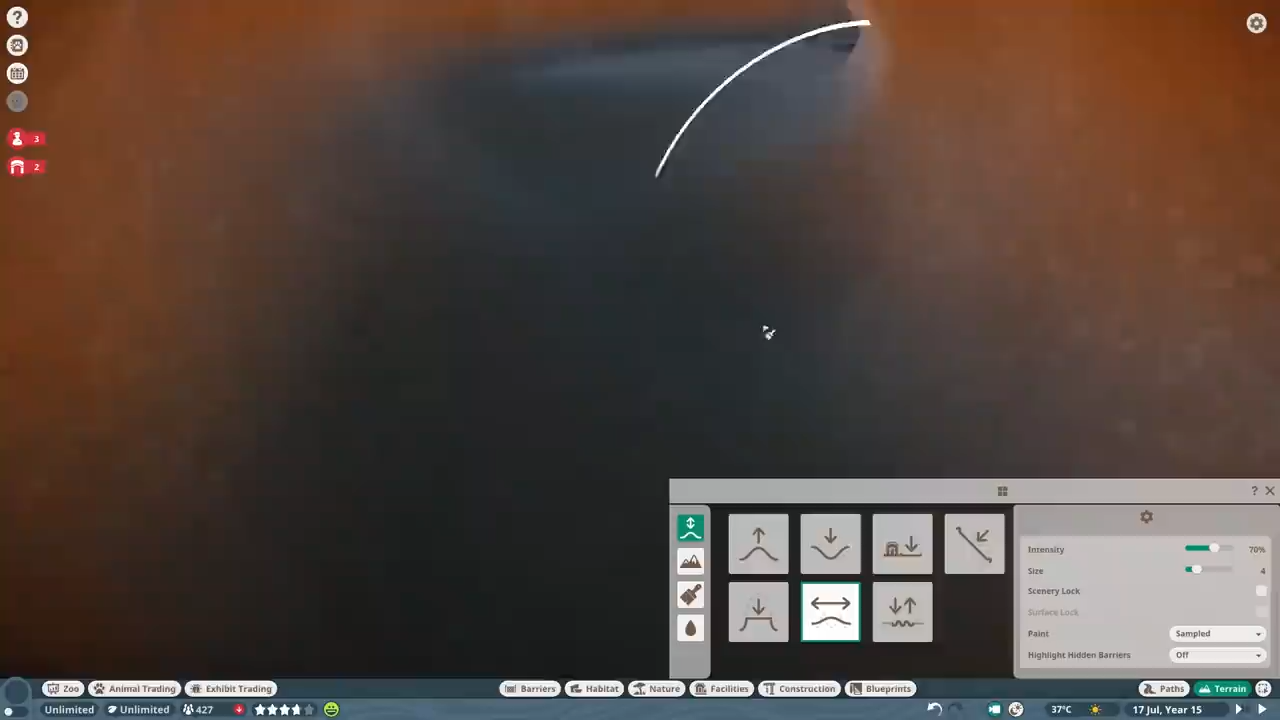 ?
3
2
? ×
Intensity 70%
Size 4
Scenery Lock
Surface Lock
Paint Sampled
Highlight Hidden Barriers Off
Zoo Animal Trading Exhibit Trading Barriers Habitat Nature Facilities Construction Blueprints Paths Terrain
Unlimited Unlimited 427 37°C 17 Jul, Year 15